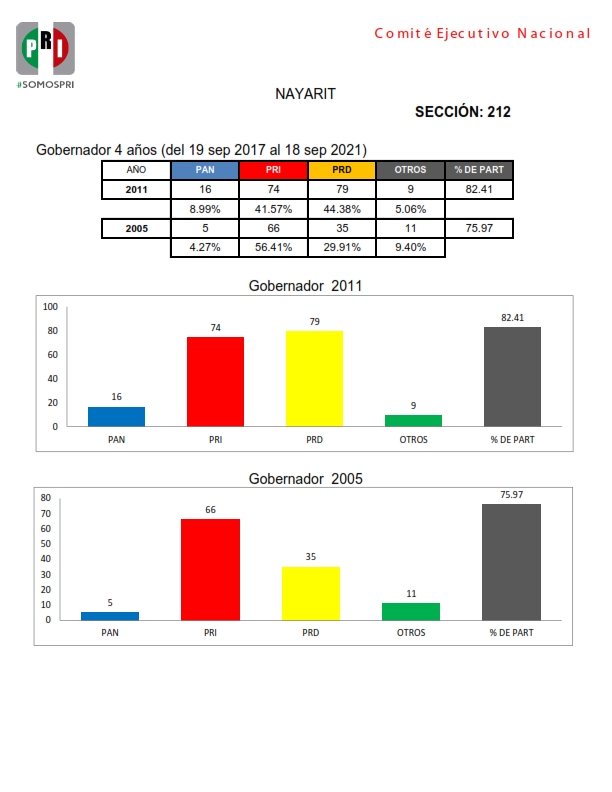 Comité Ejecutivo Nacional
PRI
#SOMOSPRI
NAYARIT
SECCIÓN: 212
Gobernador 4 años (del 19 sep 2017 al 18 sep 2021)
AÑO PAN PRI PRD OTROS % DE PART
2011 16 74 79 9 82.41
8.99% 41.57% 44.38% 5.06%
2005 5 66 35 11 75.97
4.27% 56.41% 29.91% 9.40%
Gobernador 2011
100
80
60
40
20
0
16
74
79
9
82.41
PAN PRI PRD OTROS % DE PART
Gobernador 2005
80
70
60
50
40
30
20
10
0
5
66
35
11
75.97
PAN PRI PRD OTROS % DE PART